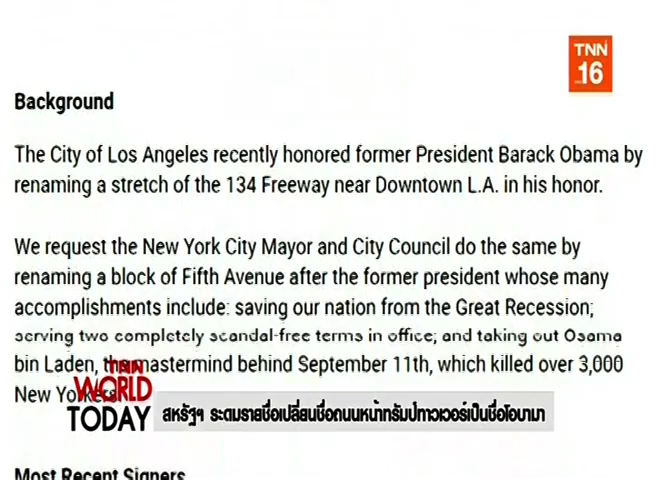 TNN
16
Background
The City of Los Angeles recently honored former President Barack Obama by
renaming a stretch of the 134 Freeway near Downtown L.A. in his honor.
We request the New York City Mayor and City Council do the same by
renaming a block of Fifth Avenue after the former president whose many
accomplishments include: saving our nation from the Great Recession;
serving two completely scandal-free terms in office; and taking out Osama
bin Laden, the mastermind behind September 11th, which killed over 3,000
New Yorkers
TNN
WORLD
TODAY
สหรัฐฯ ระดมรายชื่อเปลี่ยนชื่อถนนหน้าทรัมป์ทาวเวอร์เป็นชื่อโอบามา
Most Recent Signers